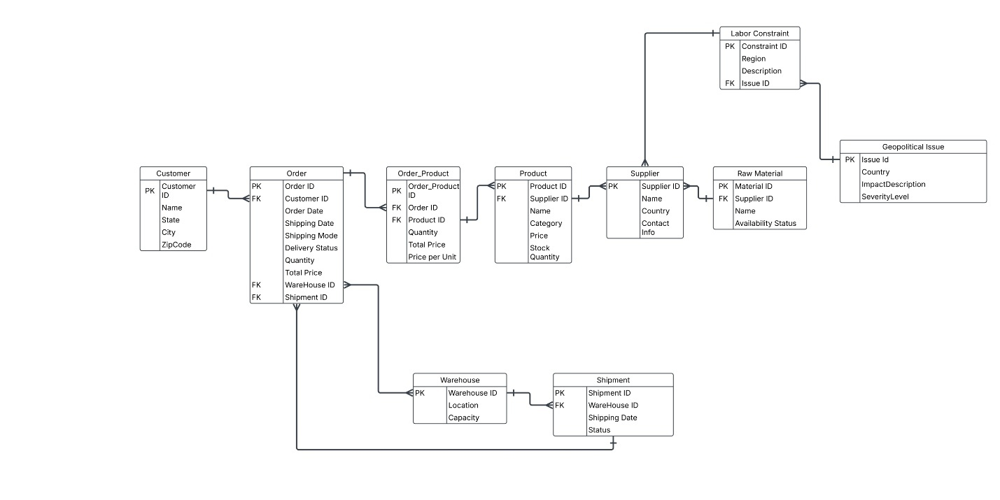 Labor Constraint
PK Constraint ID
Region
Description
FK Issue ID
Geopolitical Issue
PK Issue Id
Country
ImpactDescription
SeverityLevel
Customer
PK Customer
ID
Name
State
City
ZipCode
Order
PK Order ID
FK Customer ID
Order Date
Shipping Date
Shipping Mode
Delivery Status
Quantity
Total Price
FK WareHouse ID
FK Shipment ID
Order_Product
PK Order_Product
ID
FK Order ID
FK Product ID
Quantity
Total Price
Price per Unit
Product
PK Product ID
FK Supplier ID
Name
Category
Price
Stock
Quantity
Supplier
PK Supplier ID
Name
Country
Contact
Info
Raw Material
PK Material ID
FK Supplier ID
Name
Availability Status
Warehouse
PK Warehouse ID
Location
Capacity
Shipment
PK Shipment ID
FK WareHouse ID
Shipping Date
Status